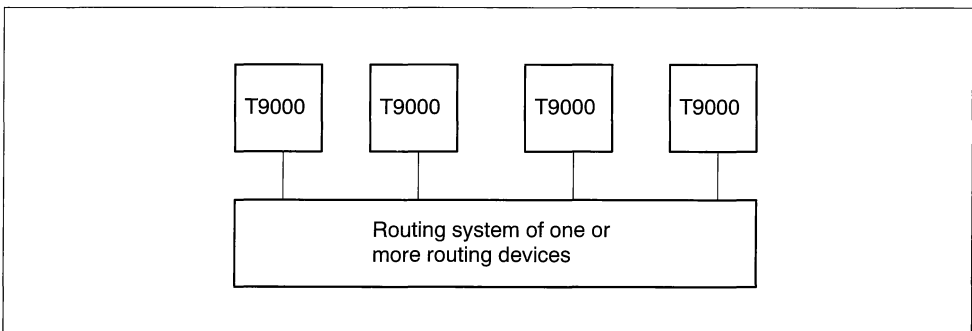 T9000 T9000 T9000 T9000
Routing system of one or
more routing devices